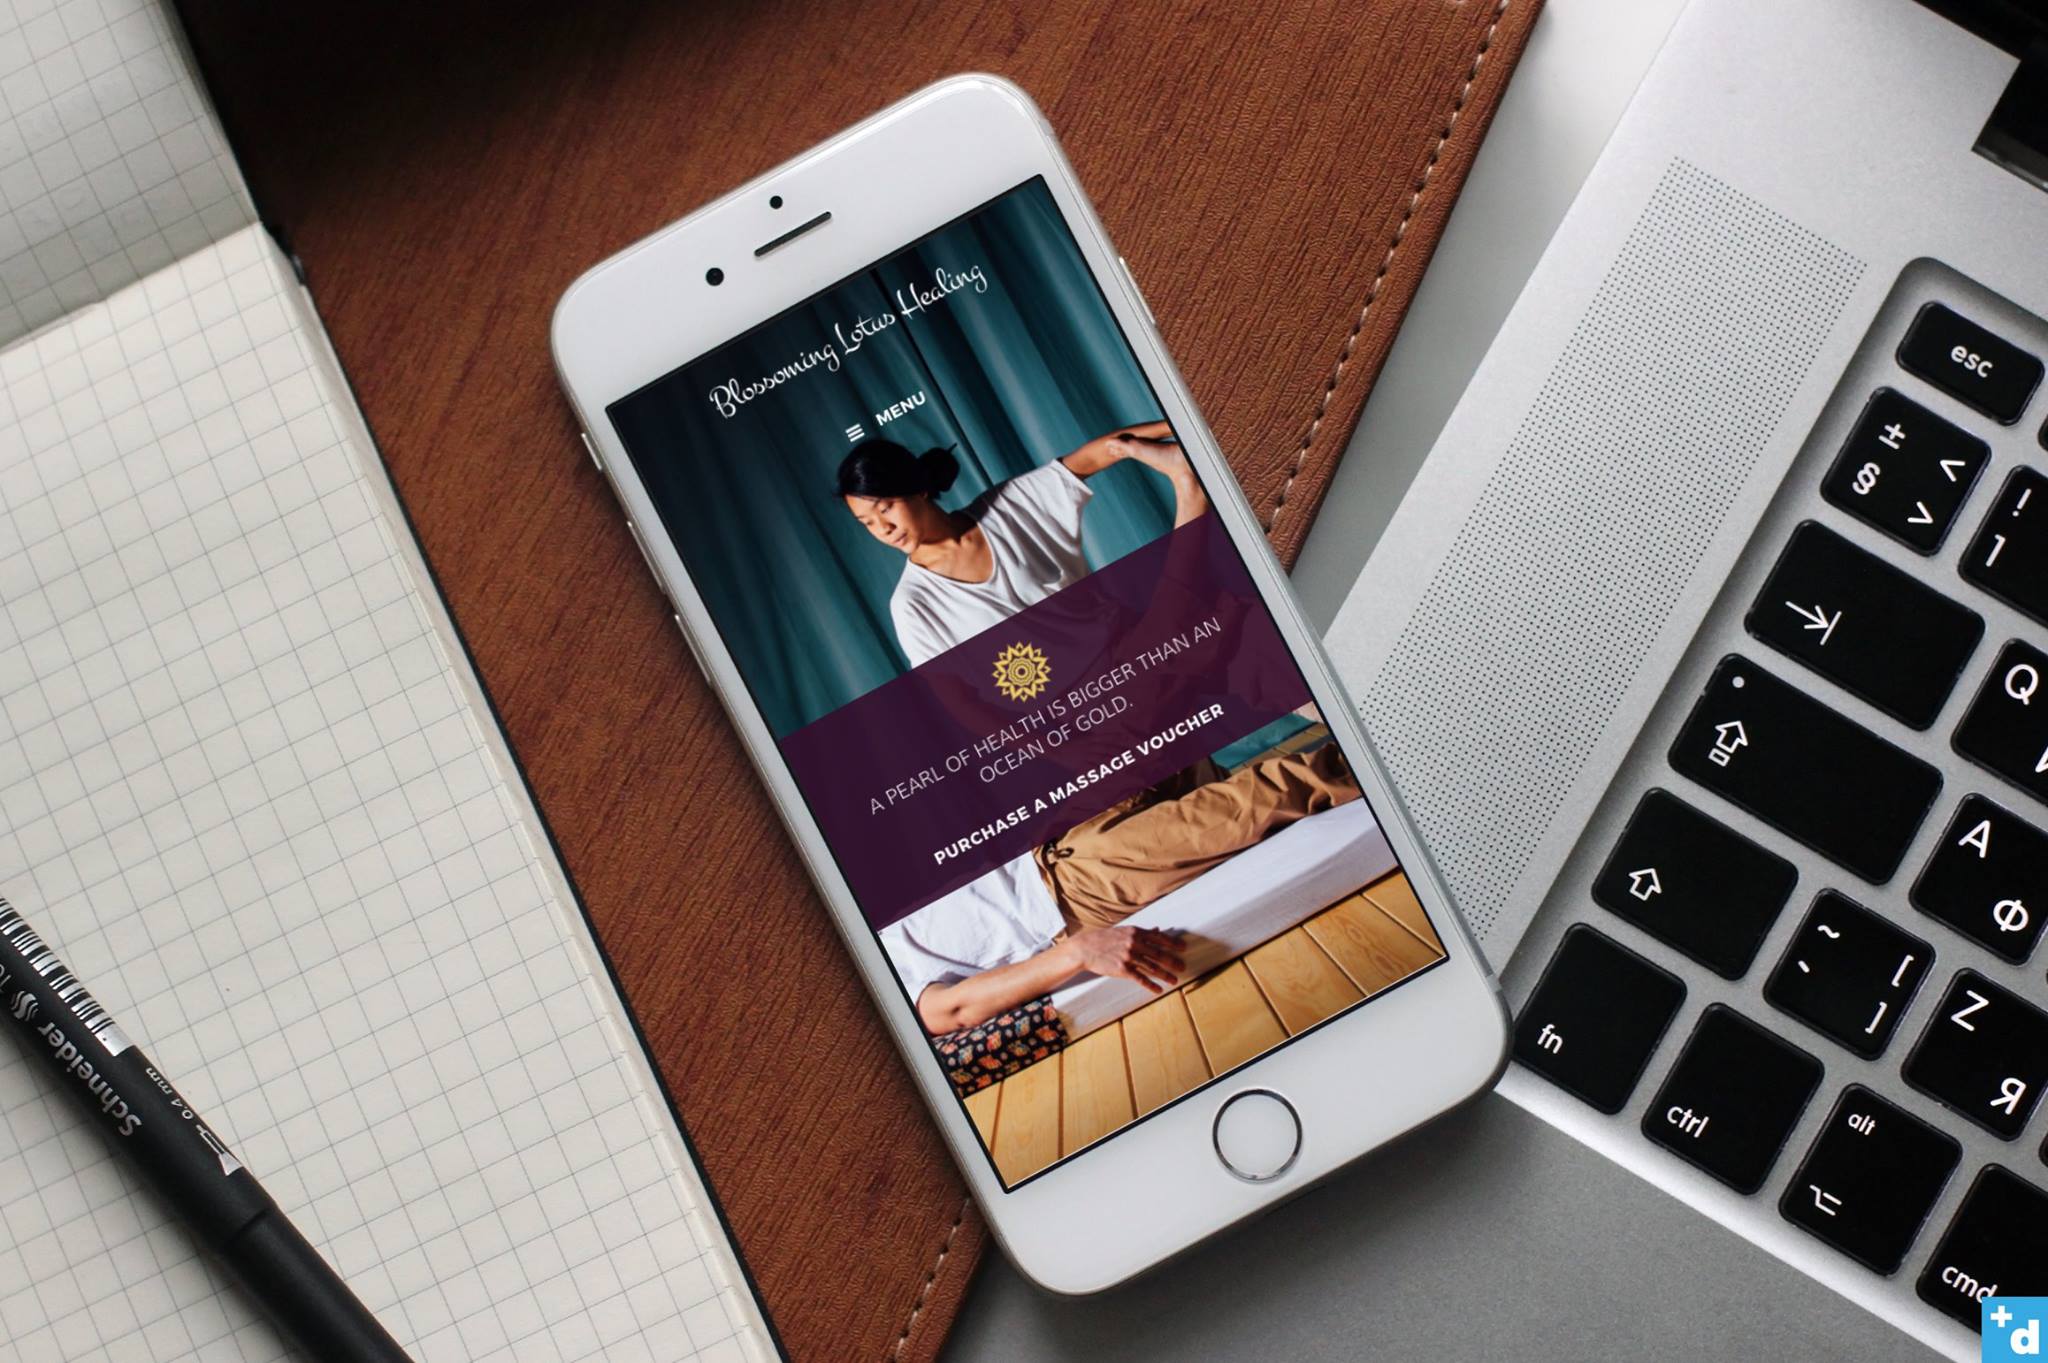 Blossoming Lotus Healing
MENU
A PEARL OF HEALTH IS BIGGER THAN AN
OCEAN OF GOLD.
PURCHASE A MASSAGE VOUCHER
Schneider
0.4 mm
esc
± <
§ >
!
1
Q
A
Ф
~ [
` ]
Z
Я
fn
ctrl
alt
cmd
+d